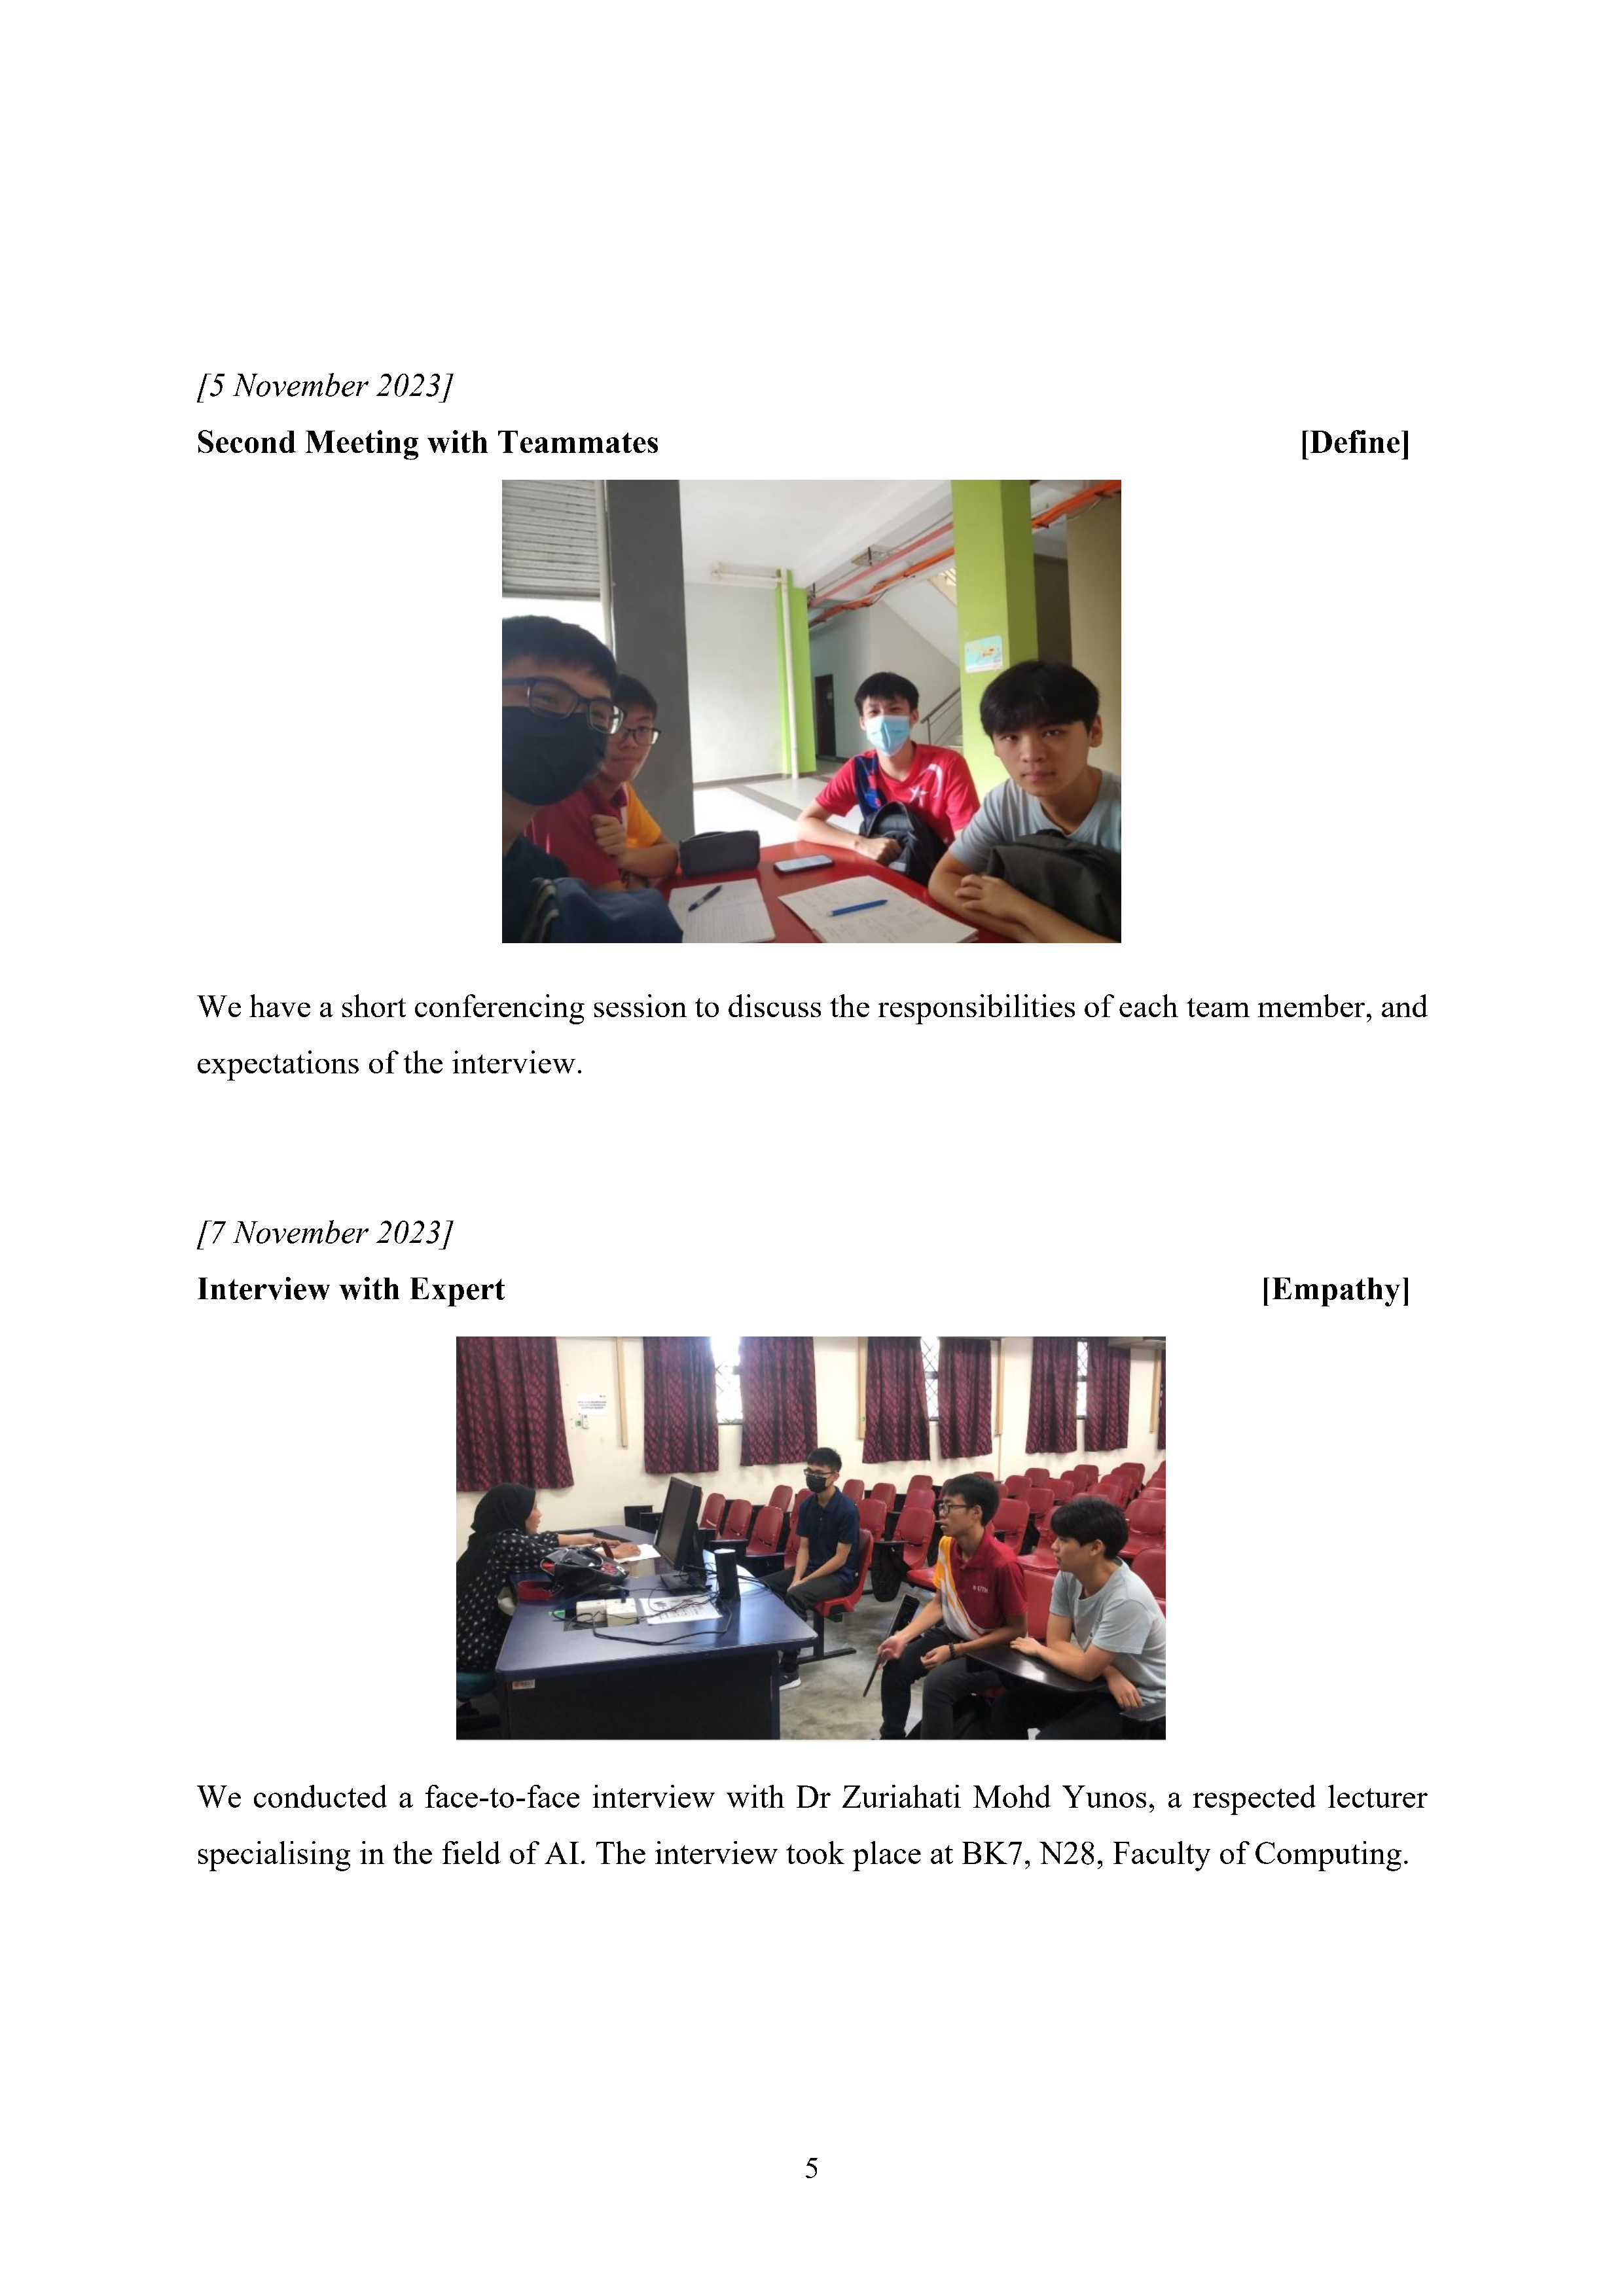 [5 November 2023]
Second Meeting with Teammates [Define]
We have a short conferencing session to discuss the responsibilities of each team member, and
expectations of the interview.
[7 November 2023]
Interview with Expert [Empathy]
We conducted a face-to-face interview with Dr Zuriahati Mohd Yunos, a respected lecturer
specialising in the field of AI. The interview took place at BK7, N28, Faculty of Computing.
5